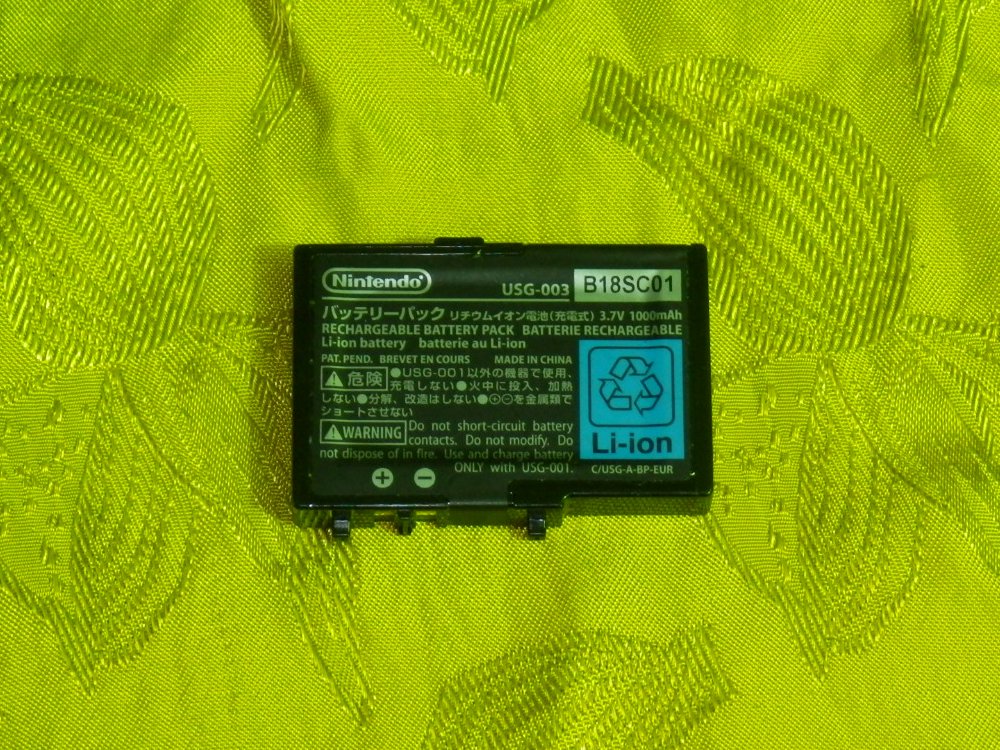 Nintendo®
USG-003 B18SC01
バッテリーパック リチウムイオン電池(充電式) 3.7V 1000mAh
RECHARGEABLE BATTERY PACK BATTERIE RECHARGEABLE
Li-ion battery batterie au Li-ion
PAT. PEND. BREVET EN COURS MADE IN CHINA
危険 ●USG-001以外の機器で使用、
充電しない●火中に投入、加熱
しない●分解、改造はしない●⊕⊖を金属類で
ショートさせない
WARNING Do not short-circuit battery
contacts. Do not modify. Do
not dispose of in fire. Use and charge battery
ONLY with USG-001.
Li-ion
C/USG-A-BP-EUR
+ −